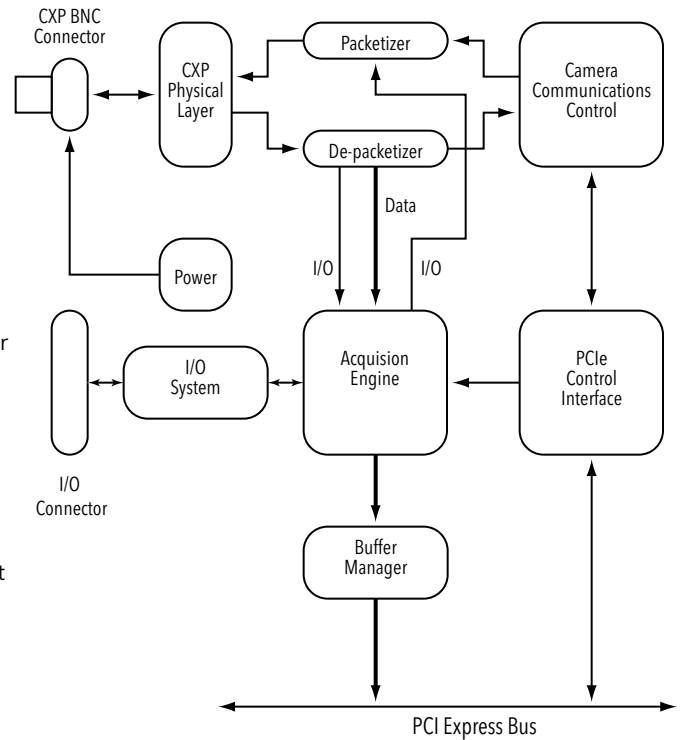 CXP BNC
Connector
CXP
Physical
Layer
Packetizer
Camera
Communications
Control
De-packetizer
Data
Power
I/O
I/O
r
I/O
System
Acquision
Engine
PCIe
Control
Interface
I/O
Connector
Buffer
Manager
t
PCI Express Bus